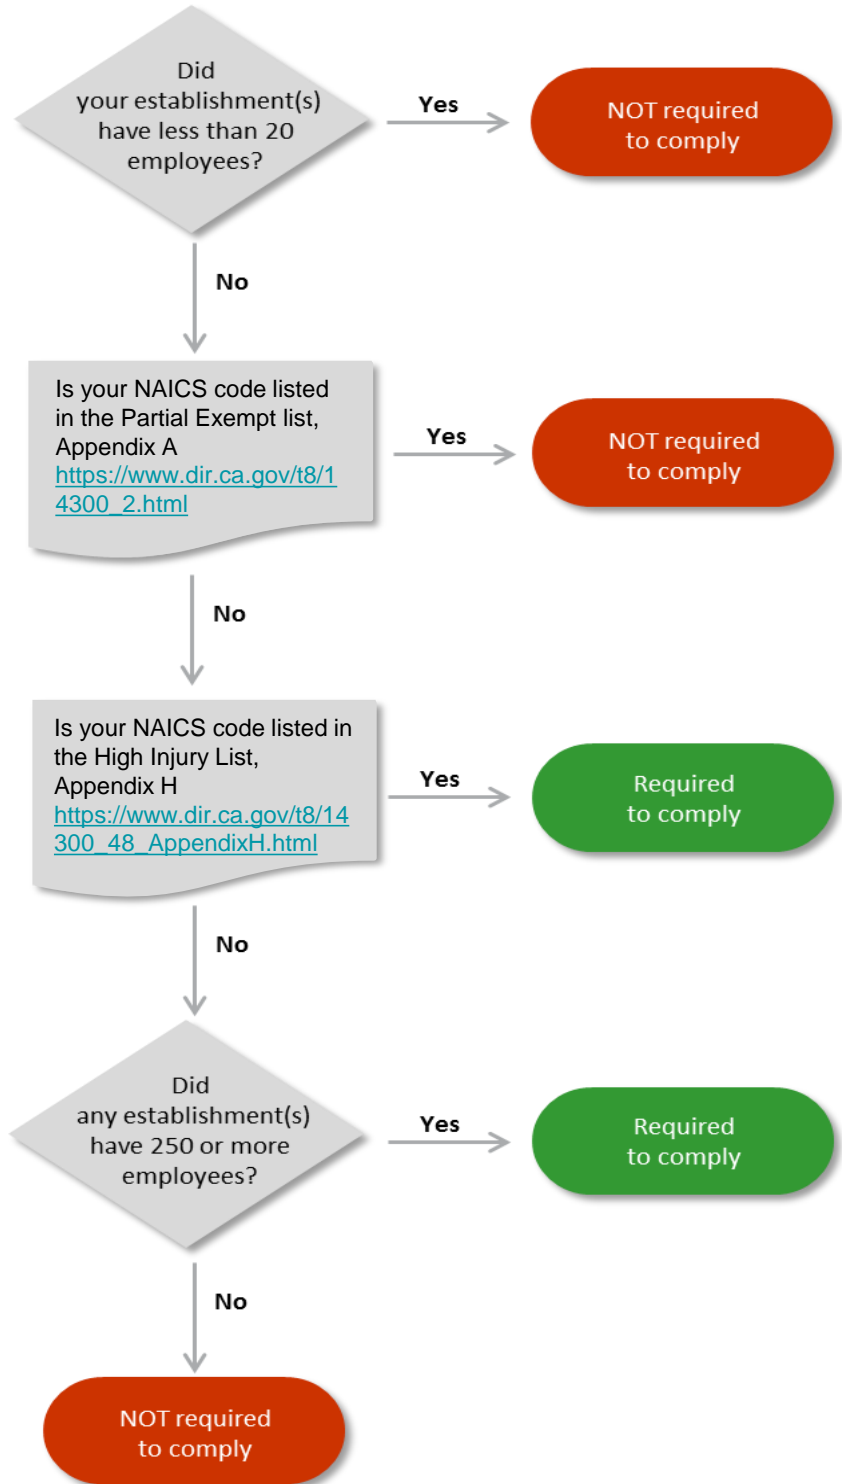 Did
your establishment(s)
have less than 20
employees?
Yes
NOT required
to comply
No
Is your NAICS code listed
in the Partial Exempt list,
Appendix A
https://www.dir.ca.gov/t8/1
4300_2.html
Yes
NOT required
to comply
No
Is your NAICS code listed in
the High Injury List,
Appendix H
https://www.dir.ca.gov/t8/14
300_48_AppendixH.html
Yes
Required
to comply
No
Did
any establishment(s)
have 250 or more
employees?
Yes
Required
to comply
No
NOT required
to comply